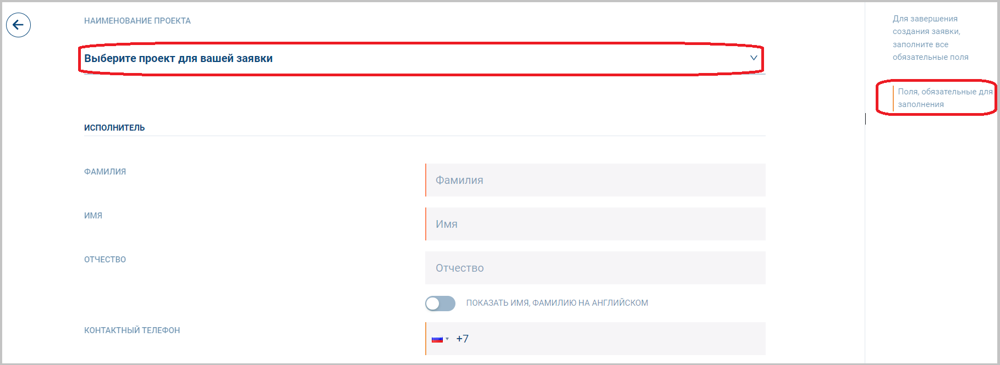 НАИМЕНОВАНИЕ ПРОЕКТА
Выберите проект для вашей заявки
ИСПОЛНИТЕЛЬ
ФАМИЛИЯ
Фамилия
ИМЯ
Имя
ОТЧЕСТВО
Отчество
ПОКАЗАТЬ ИМЯ, ФАМИЛИЮ НА АНГЛИЙСКОМ
КОНТАКТНЫЙ ТЕЛЕФОН
+7
Для завершения
создания заявки,
заполните все
обязательные поля
Поля, обязательные для
заполнения